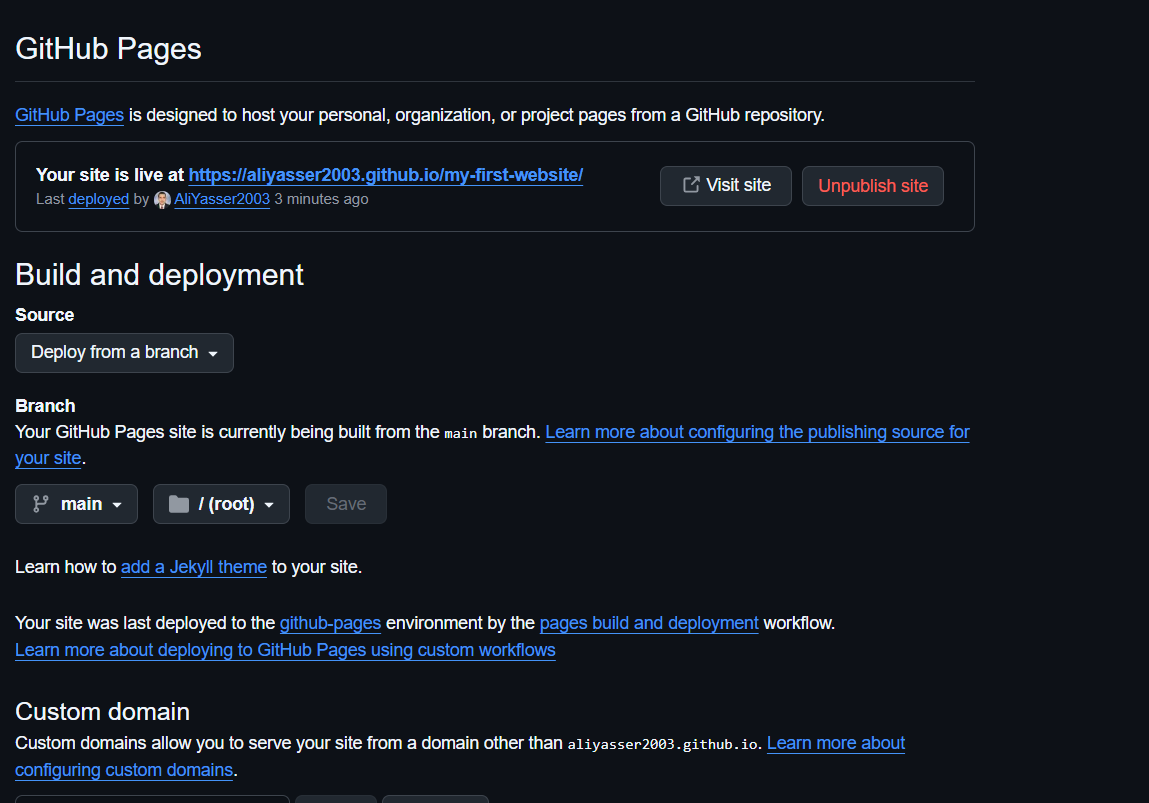 GitHub Pages
GitHub Pages is designed to host your personal, organization, or project pages from a GitHub repository.
Your site is live at https://aliyasser2003.github.io/my-first-website/
Last deployed by AliYasser2003 3 minutes ago
Visit site
Unpublish site
Build and deployment
Source
Deploy from a branch
Branch
Your GitHub Pages site is currently being built from the main branch. Learn more about configuring the publishing source for
your site.
main
/ (root)
Save
Learn how to add a Jekyll theme to your site.
Your site was last deployed to the github-pages environment by the pages build and deployment workflow.
Learn more about deploying to GitHub Pages using custom workflows
Custom domain
Custom domains allow you to serve your site from a domain other than aliyasser2003.github.io. Learn more about
configuring custom domains.